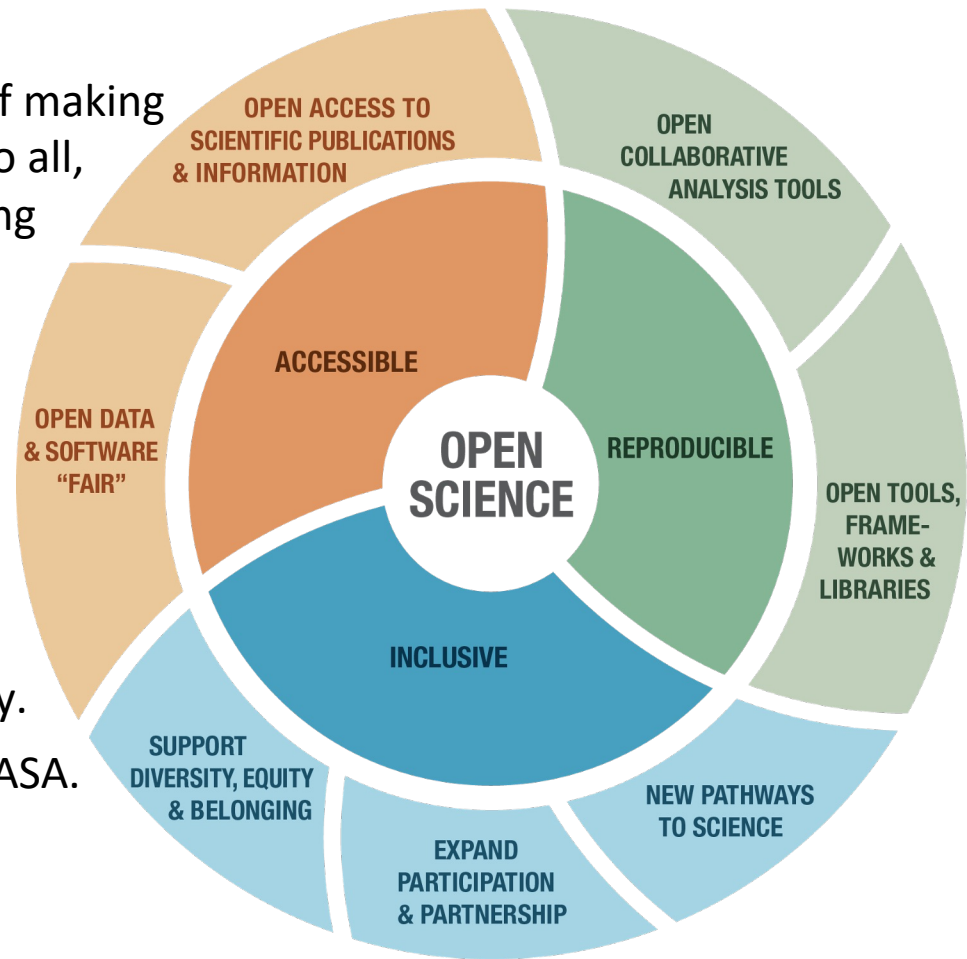 f making
o all,
ng
y.
ASA.
OPEN ACCESS TO
SCIENTIFIC PUBLICATIONS
& INFORMATION
OPEN
COLLABORATIVE
ANALYSIS TOOLS
ACCESSIBLE
OPEN DATA
& SOFTWARE
“FAIR”
OPEN
SCIENCE
REPRODUCIBLE
OPEN TOOLS,
FRAME-
WORKS &
LIBRARIES
INCLUSIVE
SUPPORT
DIVERSITY, EQUITY
& BELONGING
EXPAND
PARTICIPATION
& PARTNERSHIP
NEW PATHWAYS
TO SCIENCE